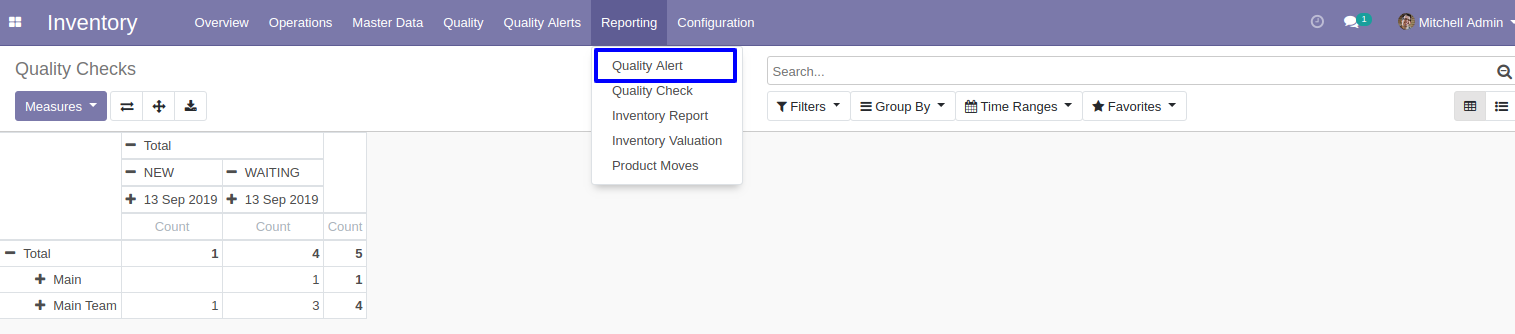 Inventory Overview Operations Master Data Quality Quality Alerts Reporting Configuration 1 Mitchell Admin
Quality Checks
Search...
Measures
Filters Group By Time Ranges Favorites
Quality Alert
Quality Check
Inventory Report
Inventory Valuation
Product Moves
Total
NEW WAITING
13 Sep 2019 13 Sep 2019
Count Count Count
Total 1 4 5
Main 1 1
Main Team 1 3 4